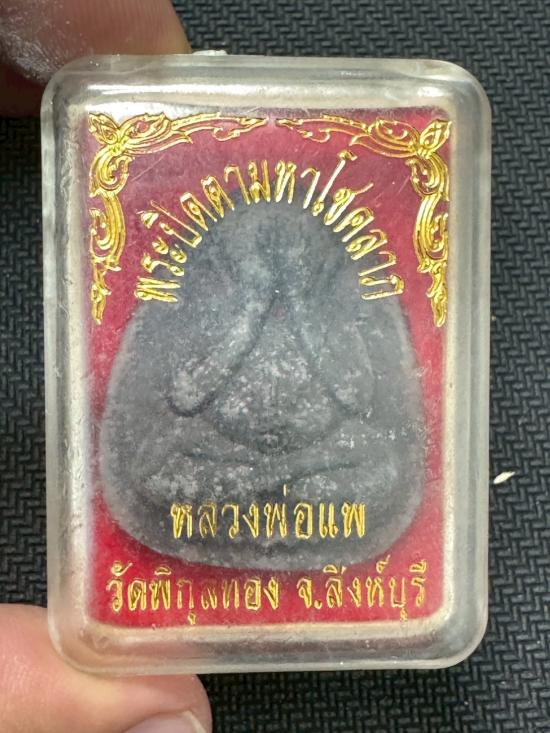 พระปิดตามหาโชคลาภ
หลวงพ่อแพ
วัดพิกุลทอง จ.สิงห์บุรี